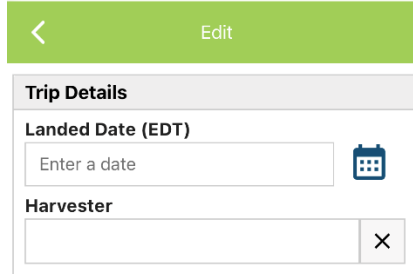 Edit
Trip Details
Landed Date (EDT)
Enter a date
Harvester